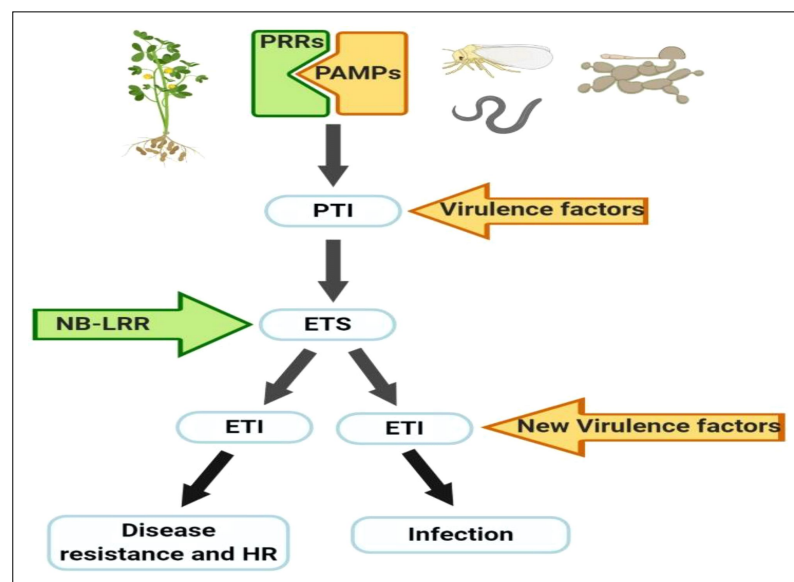 PRRs
PAMPs
PTI
Virulence factors
NB-LRR
ETS
ETI
ETI
New Virulence factors
Disease
resistance and HR
Infection